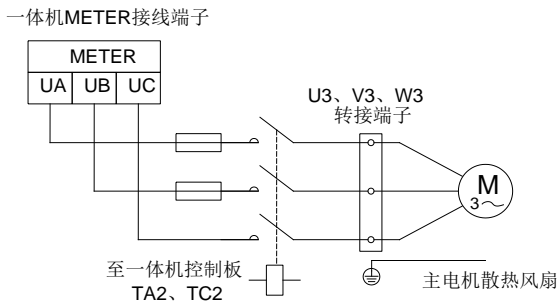 一体机METER接线端子
METER
UA UB UC
U3、V3、W3
转接端子
M
3～
至一体机控制板
TA2、TC2
主电机散热风扇